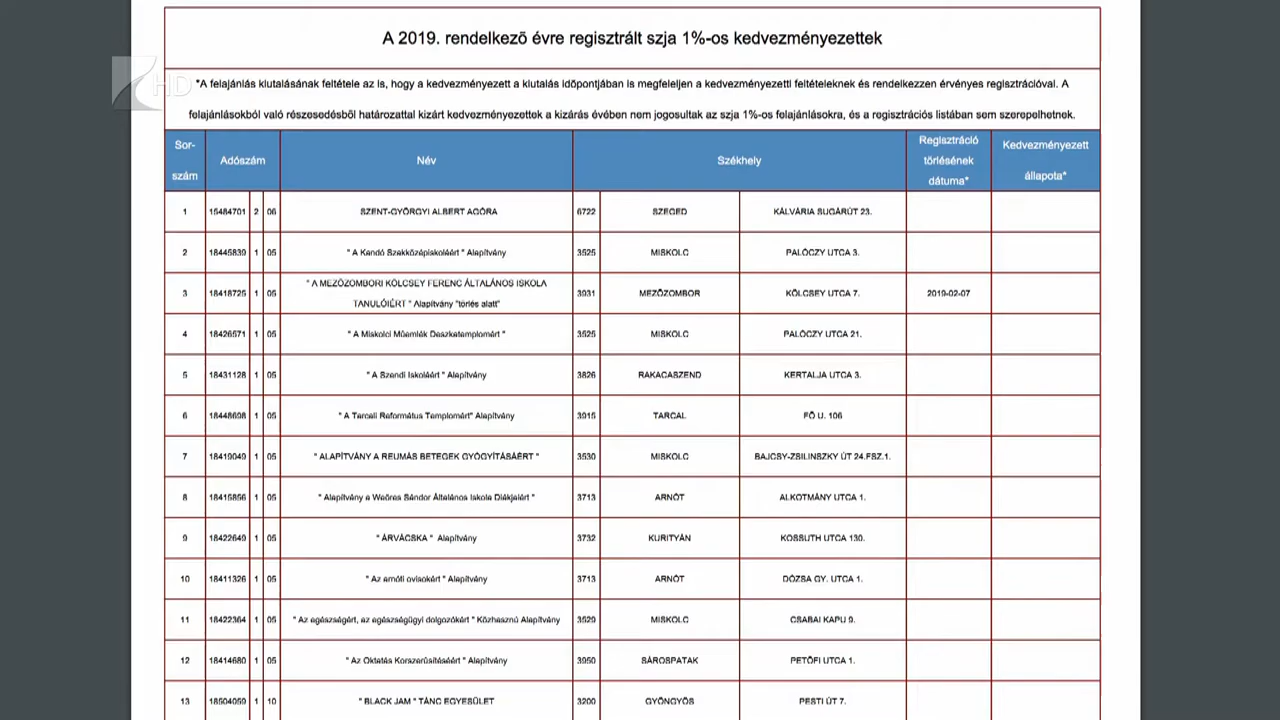 HD
A 2019. rendelkező évre regisztrált szja 1%-os kedvezményezettek
*A felajánlás kiutalásának feltétele az is, hogy a kedvezményezett a kiutalás időpontjában is megfeleljen a kedvezményezetti feltételeknek és rendelkezzen érvényes regisztrációval. A
felajánlásokból való részesedésből határozattal kizárt kedvezményezettek a kizárás évében nem jogosultak az szja 1%-os felajánlásokra, és a regisztrációs listában sem szerepelhetnek.
Sor-
szám
Adószám
Név
Székhely
Regisztráció
törlésének
dátuma*
Kedvezményezett
állapota*
1 15484701 2 06 SZENT-GYÖRGYI ALBERT AGÓRA 6722 SZEGED KÁLVÁRIA SUGÁRÚT 23.
2 18445839 1 05 " A Kandó Szakközépiskoláért " Alapítvány 3525 MISKOLC PALÓCZY UTCA 3.
3 18418725 1 05 " A MEZŐZOMBORI KÖLCSEY FERENC ÁLTALÁNOS ISKOLA
TANULÓIÉRT " Alapítvány "törlés alatt" 3931 MEZŐZOMBOR KÖLCSEY UTCA 7. 2019-02-07
4 18426571 1 05 " A Miskolci Műemlék Deszkatemplomért " 3525 MISKOLC PALÓCZY UTCA 21.
5 18431128 1 05 " A Szendi Iskoláért " Alapítvány 3826 RAKACASZEND KERTALJA UTCA 3.
6 18448698 1 05 " A Tarcali Református Templomért" Alapítvány 3915 TARCAL FŐ U. 106
7 18419049 1 05 " ALAPÍTVÁNY A REUMÁS BETEGEK GYÓGYÍTÁSÁÉRT " 3530 MISKOLC BAJCSY-ZSILINSZKY ÚT 24.FSZ.1.
8 18415856 1 05 " Alapítvány a Weöres Sándor Általános Iskola Diákjaiért " 3713 ARNÓT ALKOTMÁNY UTCA 1.
9 18422649 1 05 " ÁRVÁCSKA " Alapítvány 3732 KURITYÁN KOSSUTH UTCA 130.
10 18411326 1 05 " Az arnóti ovisokért " Alapítvány 3713 ARNÓT DÓZSA GY. UTCA 1.
11 18422364 1 05 " Az egészségért, az egészségügyi dolgozókért " Közhasznú Alapítvány 3529 MISKOLC CSABAI KAPU 9.
12 18414680 1 05 " Az Oktatás Korszerűsítéséért " Alapítvány 3950 SÁROSPATAK PETŐFI UTCA 1.
13 18504059 1 10 " BLACK JAM " TÁNC EGYESÜLET 3200 GYÖNGYÖS PESTI ÚT 7.